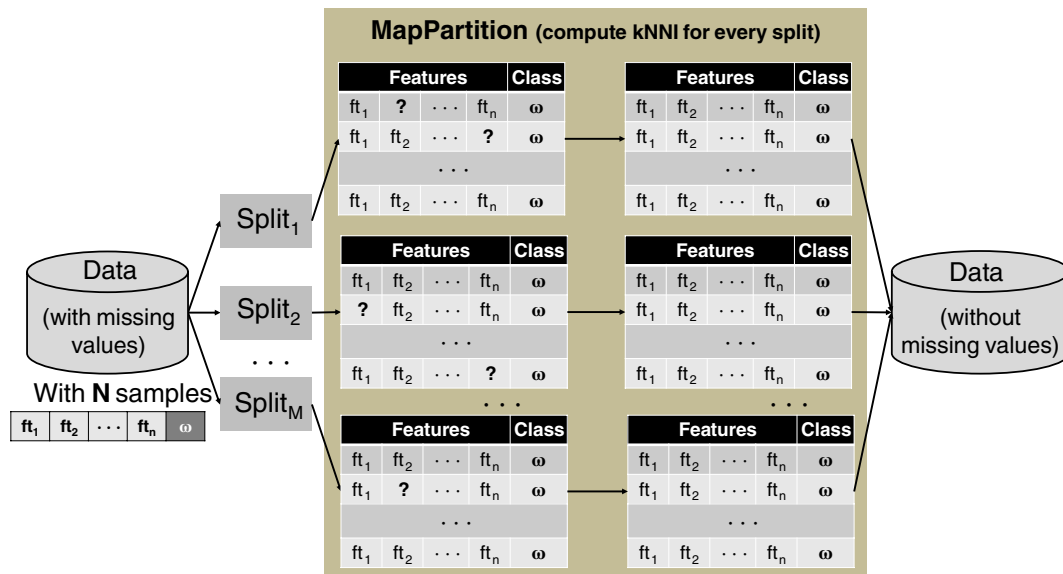 MapPartition (compute kNNI for every split)
Features Class
ft₁ ? · · · ftₙ ω
ft₁ ft₂ · · · ? ω
· · ·
ft₁ ft₂ · · · ftₙ ω
Features Class
ft₁ ft₂ · · · ftₙ ω
ft₁ ft₂ · · · ftₙ ω
· · ·
ft₁ ft₂ · · · ftₙ ω
Split₁
Data
(with missing
values)
With N samples
ft₁ ft₂ · · · ftₙ ω
Split₂
· · ·
Split_M
Features Class
ft₁ ft₂ · · · ftₙ ω
? ft₂ · · · ftₙ ω
· · ·
ft₁ ft₂ · · · ? ω
· · ·
Features Class
ft₁ ft₂ · · · ftₙ ω
ft₁ ft₂ · · · ftₙ ω
· · ·
ft₁ ft₂ · · · ftₙ ω
· · ·
Features Class
ft₁ ft₂ · · · ftₙ ω
ft₁ ? · · · ftₙ ω
· · ·
ft₁ ft₂ · · · ftₙ ω
Features Class
ft₁ ft₂ · · · ftₙ ω
ft₁ ft₂ · · · ftₙ ω
· · ·
ft₁ ft₂ · · · ftₙ ω
Data
(without
missing values)